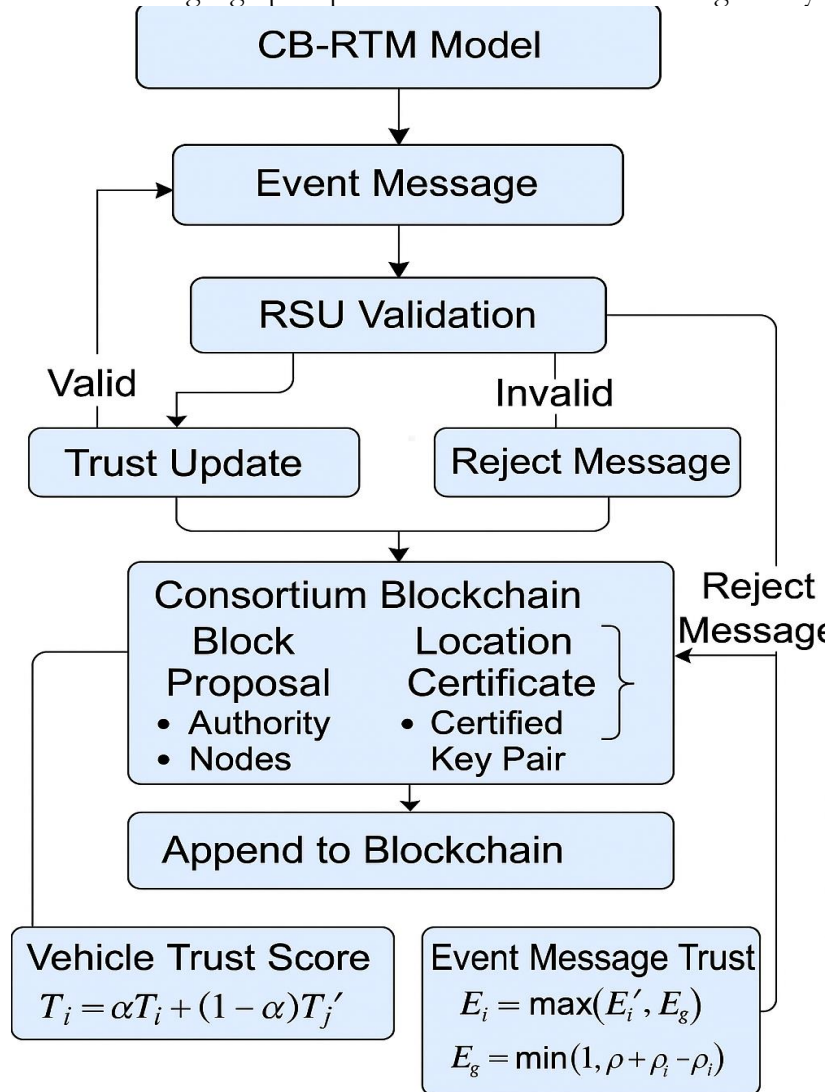 CB-RTM Model
Event Message
RSU Validation
Valid
Invalid
Trust Update
Reject Message
Consortium Blockchain
Block
Proposal
• Authority
• Nodes
Location
Certificate
• Certified
Key Pair
Reject
Message
Append to Blockchain
Vehicle Trust Score
T_i = αT_i + (1 − α)T_j′
Event Message Trust
E_i = max(E_i′, E_g)
E_g = min(1, ρ + ρ_i − ρ_i)